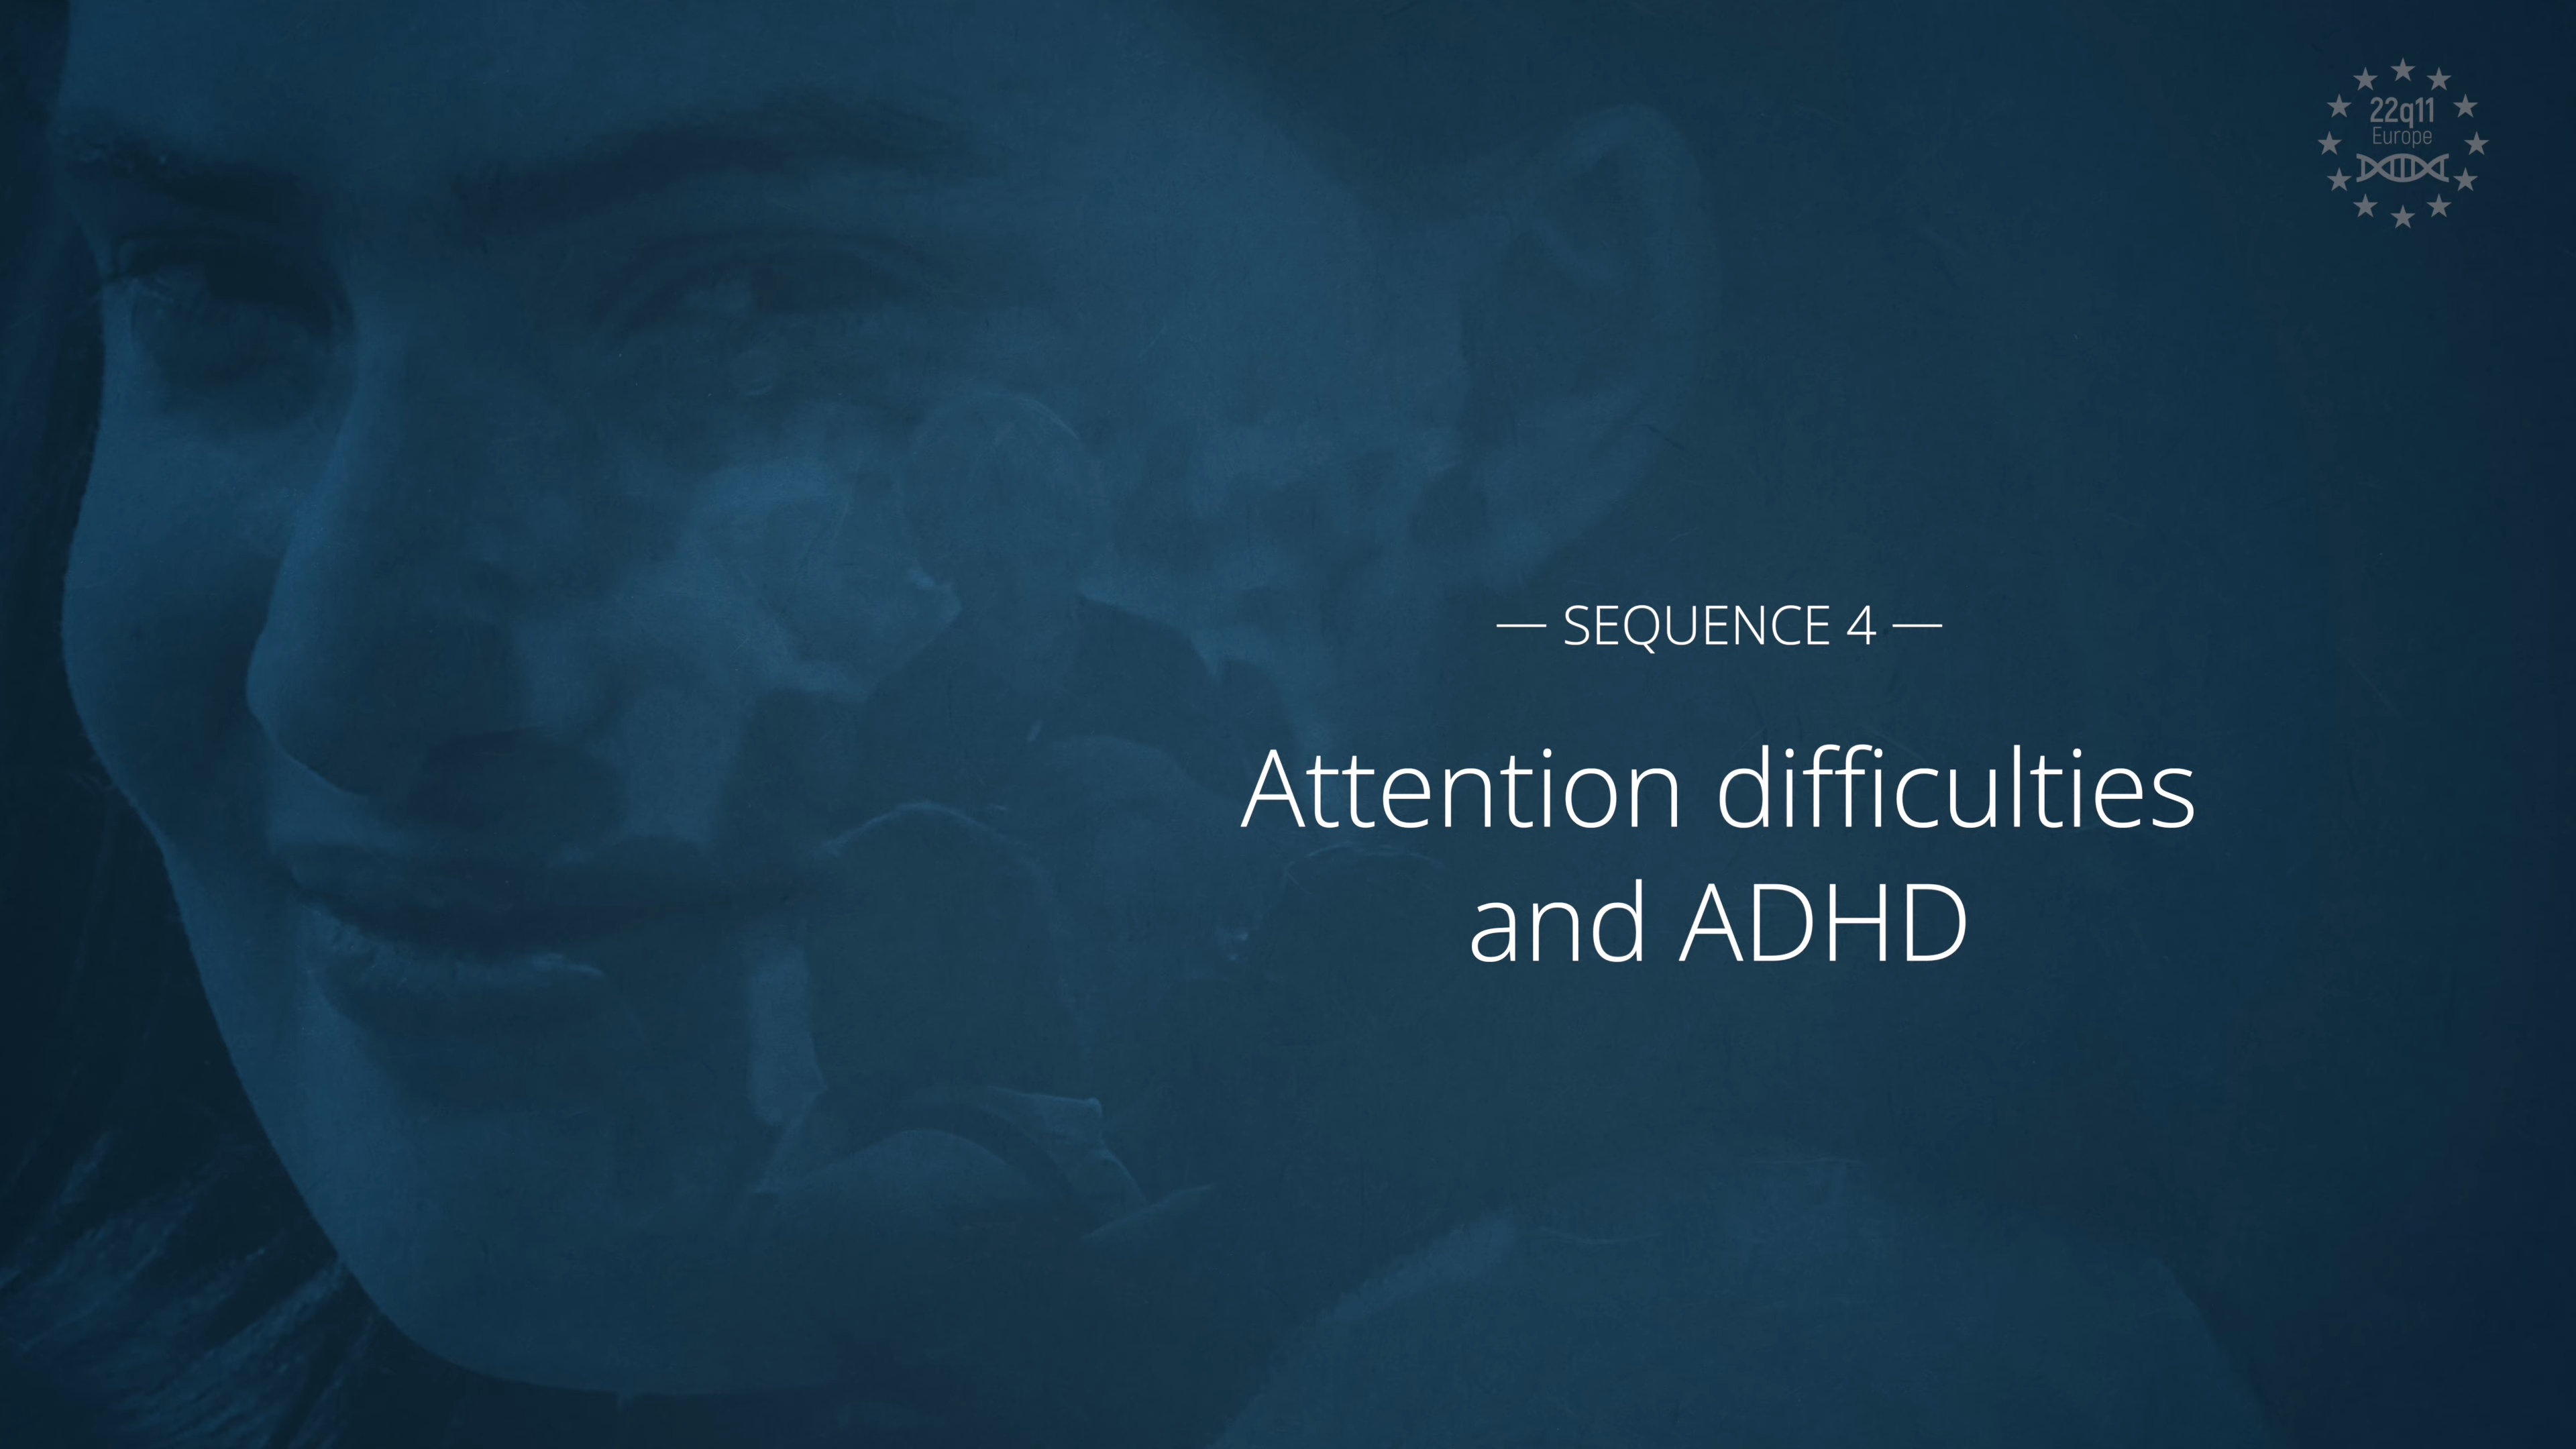 22q11
Europe
— SEQUENCE 4 —
Attention difficulties
and ADHD